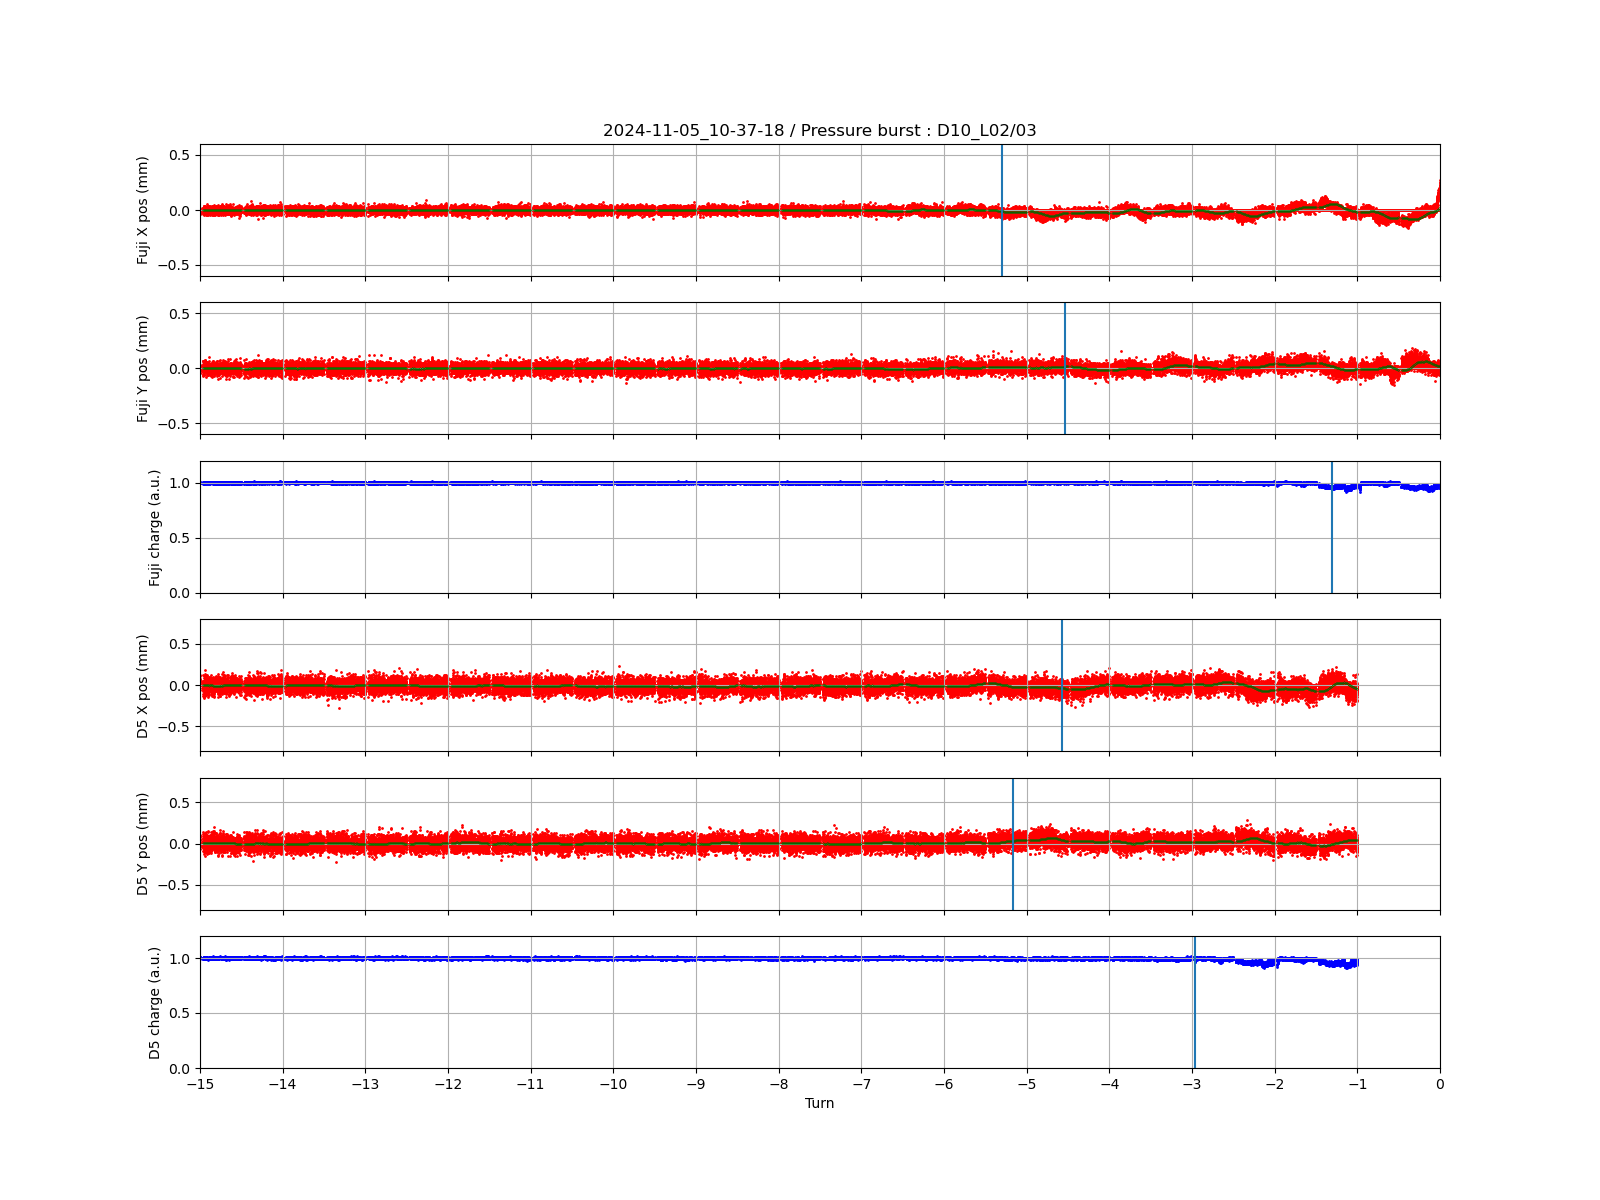 2024-11-05_10-37-18 / Pressure burst : D10_L02/03
0.5
0.0
−0.5
Fuji X pos (mm)
0.5
0.0
−0.5
Fuji Y pos (mm)
1.0
0.5
0.0
Fuji charge (a.u.)
0.5
0.0
−0.5
D5 X pos (mm)
0.5
0.0
−0.5
D5 Y pos (mm)
1.0
0.5
0.0
D5 charge (a.u.)
−15 −14 −13 −12 −11 −10 −9 −8 −7 −6 −5 −4 −3 −2 −1 0
Turn